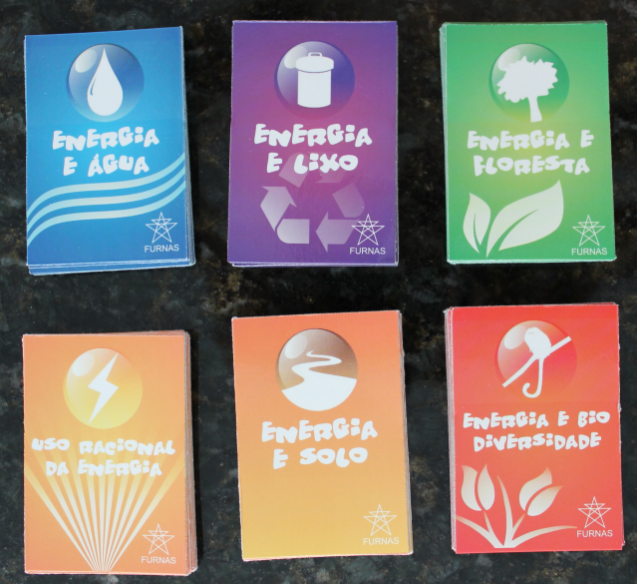 ENERGIA
E ÁGUA
FURNAS
ENERGIA
E LIXO
FURNAS
ENERGIA E
FLORESTA
FURNAS
USO RACIONAL
DA ENERGIA
FURNAS
ENERGIA
E SOLO
FURNAS
ENERGIA E BIO
DIVERSIDADE
FURNAS